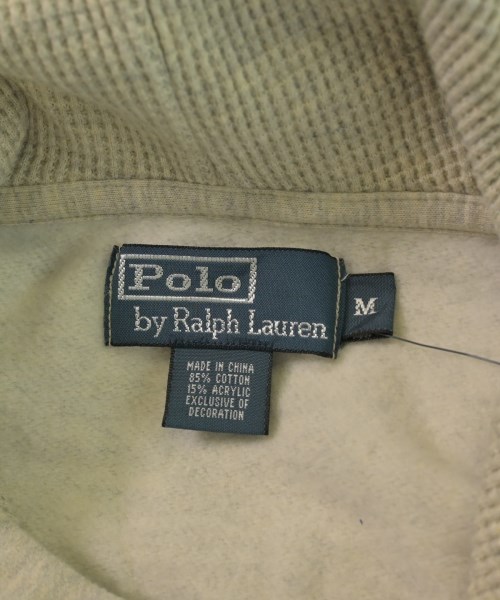 Polo
by Ralph Lauren
M
MADE IN CHINA
85% COTTON
15% ACRYLIC
EXCLUSIVE OF
DECORATION